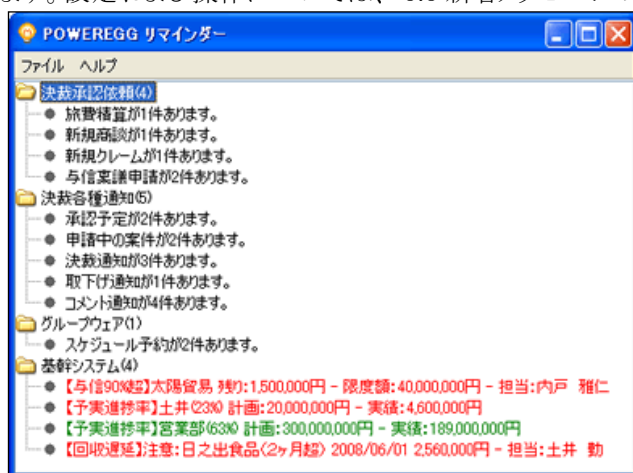 POWEREGG リマインダー
ファイル ヘルプ
決裁承認依頼(4)
旅費積算が1件あります。
新規商談が1件あります。
新規クレームが1件あります。
与信稟議申請が2件あります。
決裁各種通知(5)
承認予定が2件あります。
申請中の案件が2件あります。
決裁通知が3件あります。
取下げ通知が1件あります。
コメント通知が4件あります。
グループウェア(1)
スケジュール予約が2件あります。
基幹システム(4)
【与信90%超】太陽貿易 残り:1,500,000円 - 限度額:40,000,000円 - 担当:内戸 雅仁
【予実進捗率】土井(23%) 計画:20,000,000円 - 実績:4,600,000円
【予実進捗率】営業部(63%) 計画:300,000,000円 - 実績:189,000,000円
【回収遅延】注意:日之出食品(2ヶ月超) 2008/06/01 2,560,000円 - 担当:土井 勤